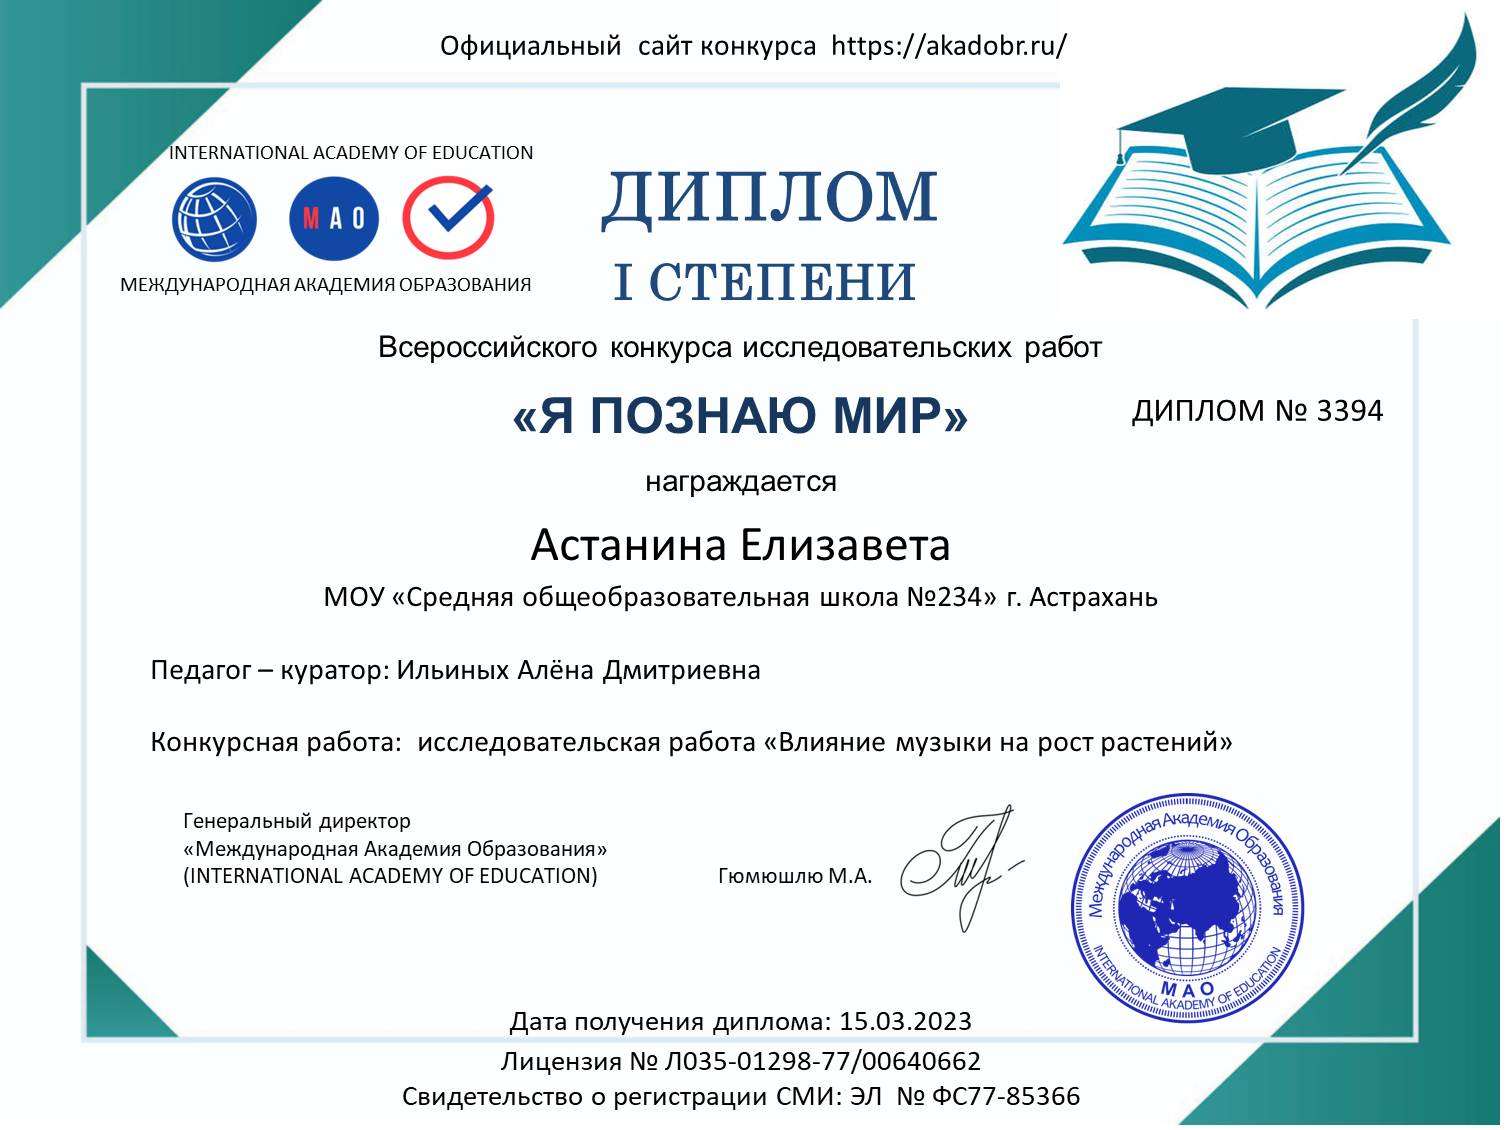 Официальный сайт конкурса https://akadobr.ru/
INTERNATIONAL ACADEMY OF EDUCATION
МАО
МЕЖДУНАРОДНАЯ АКАДЕМИЯ ОБРАЗОВАНИЯ
ДИПЛОМ
I СТЕПЕНИ
Всероссийского конкурса исследовательских работ
«Я ПОЗНАЮ МИР»
ДИПЛОМ № 3394
награждается
Астанина Елизавета
МОУ «Средняя общеобразовательная школа №234» г. Астрахань
Педагог – куратор: Ильиных Алёна Дмитриевна
Конкурсная работа: исследовательская работа «Влияние музыки на рост растений»
Генеральный директор
«Международная Академия Образования»
(INTERNATIONAL ACADEMY OF EDUCATION)
Гюмюшлю М.А.
Международная Академия Образования
МАО
INTERNATIONAL AKADEMY OF EDUCATION
Дата получения диплома: 15.03.2023
Лицензия № Л035-01298-77/00640662
Свидетельство о регистрации СМИ: ЭЛ № ФС77-85366